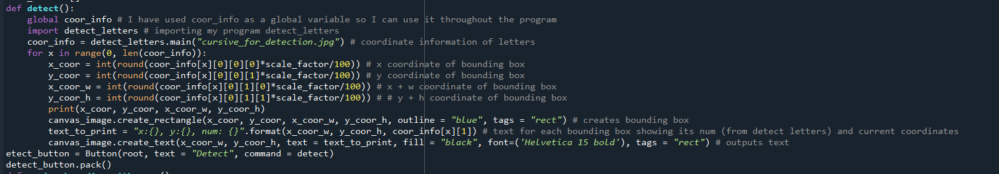 def detect():
    global coor_info # I have used coor_info as a global variable so I can use it throughout the program
    import detect_letters # importing my program detect_letters
    coor_info = detect_letters.main("cursive_for_detection.jpg") # coordinate information of letters
    for x in range(0, len(coor_info)):
        x_coor = int(round(coor_info[x][0][0][0]*scale_factor/100)) # x coordinate of bounding box
        y_coor = int(round(coor_info[x][0][0][1]*scale_factor/100)) # y coordinate of bounding box
        x_coor_w = int(round(coor_info[x][0][1][0]*scale_factor/100)) # x + w coordinate of bounding box
        y_coor_h = int(round(coor_info[x][0][1][1]*scale_factor/100)) # # y + h coordinate of bounding box
        print(x_coor, y_coor, x_coor_w, y_coor_h)
        canvas_image.create_rectangle(x_coor, y_coor, x_coor_w, y_coor_h, outline = "blue", tags = "rect") # creates bounding box
        text_to_print = "x:{}, y:{}, num: {}".format(x_coor_w, y_coor_h, coor_info[x][1]) # text for each bounding box showing its num (from detect letters) and current coordinates
        canvas_image.create_text(x_coor_w, y_coor_h, text = text_to_print, fill = "black", font=('Helvetica 15 bold'), tags = "rect") # outputs text
etect_button = Button(root, text = "Detect", command = detect)
detect_button.pack()